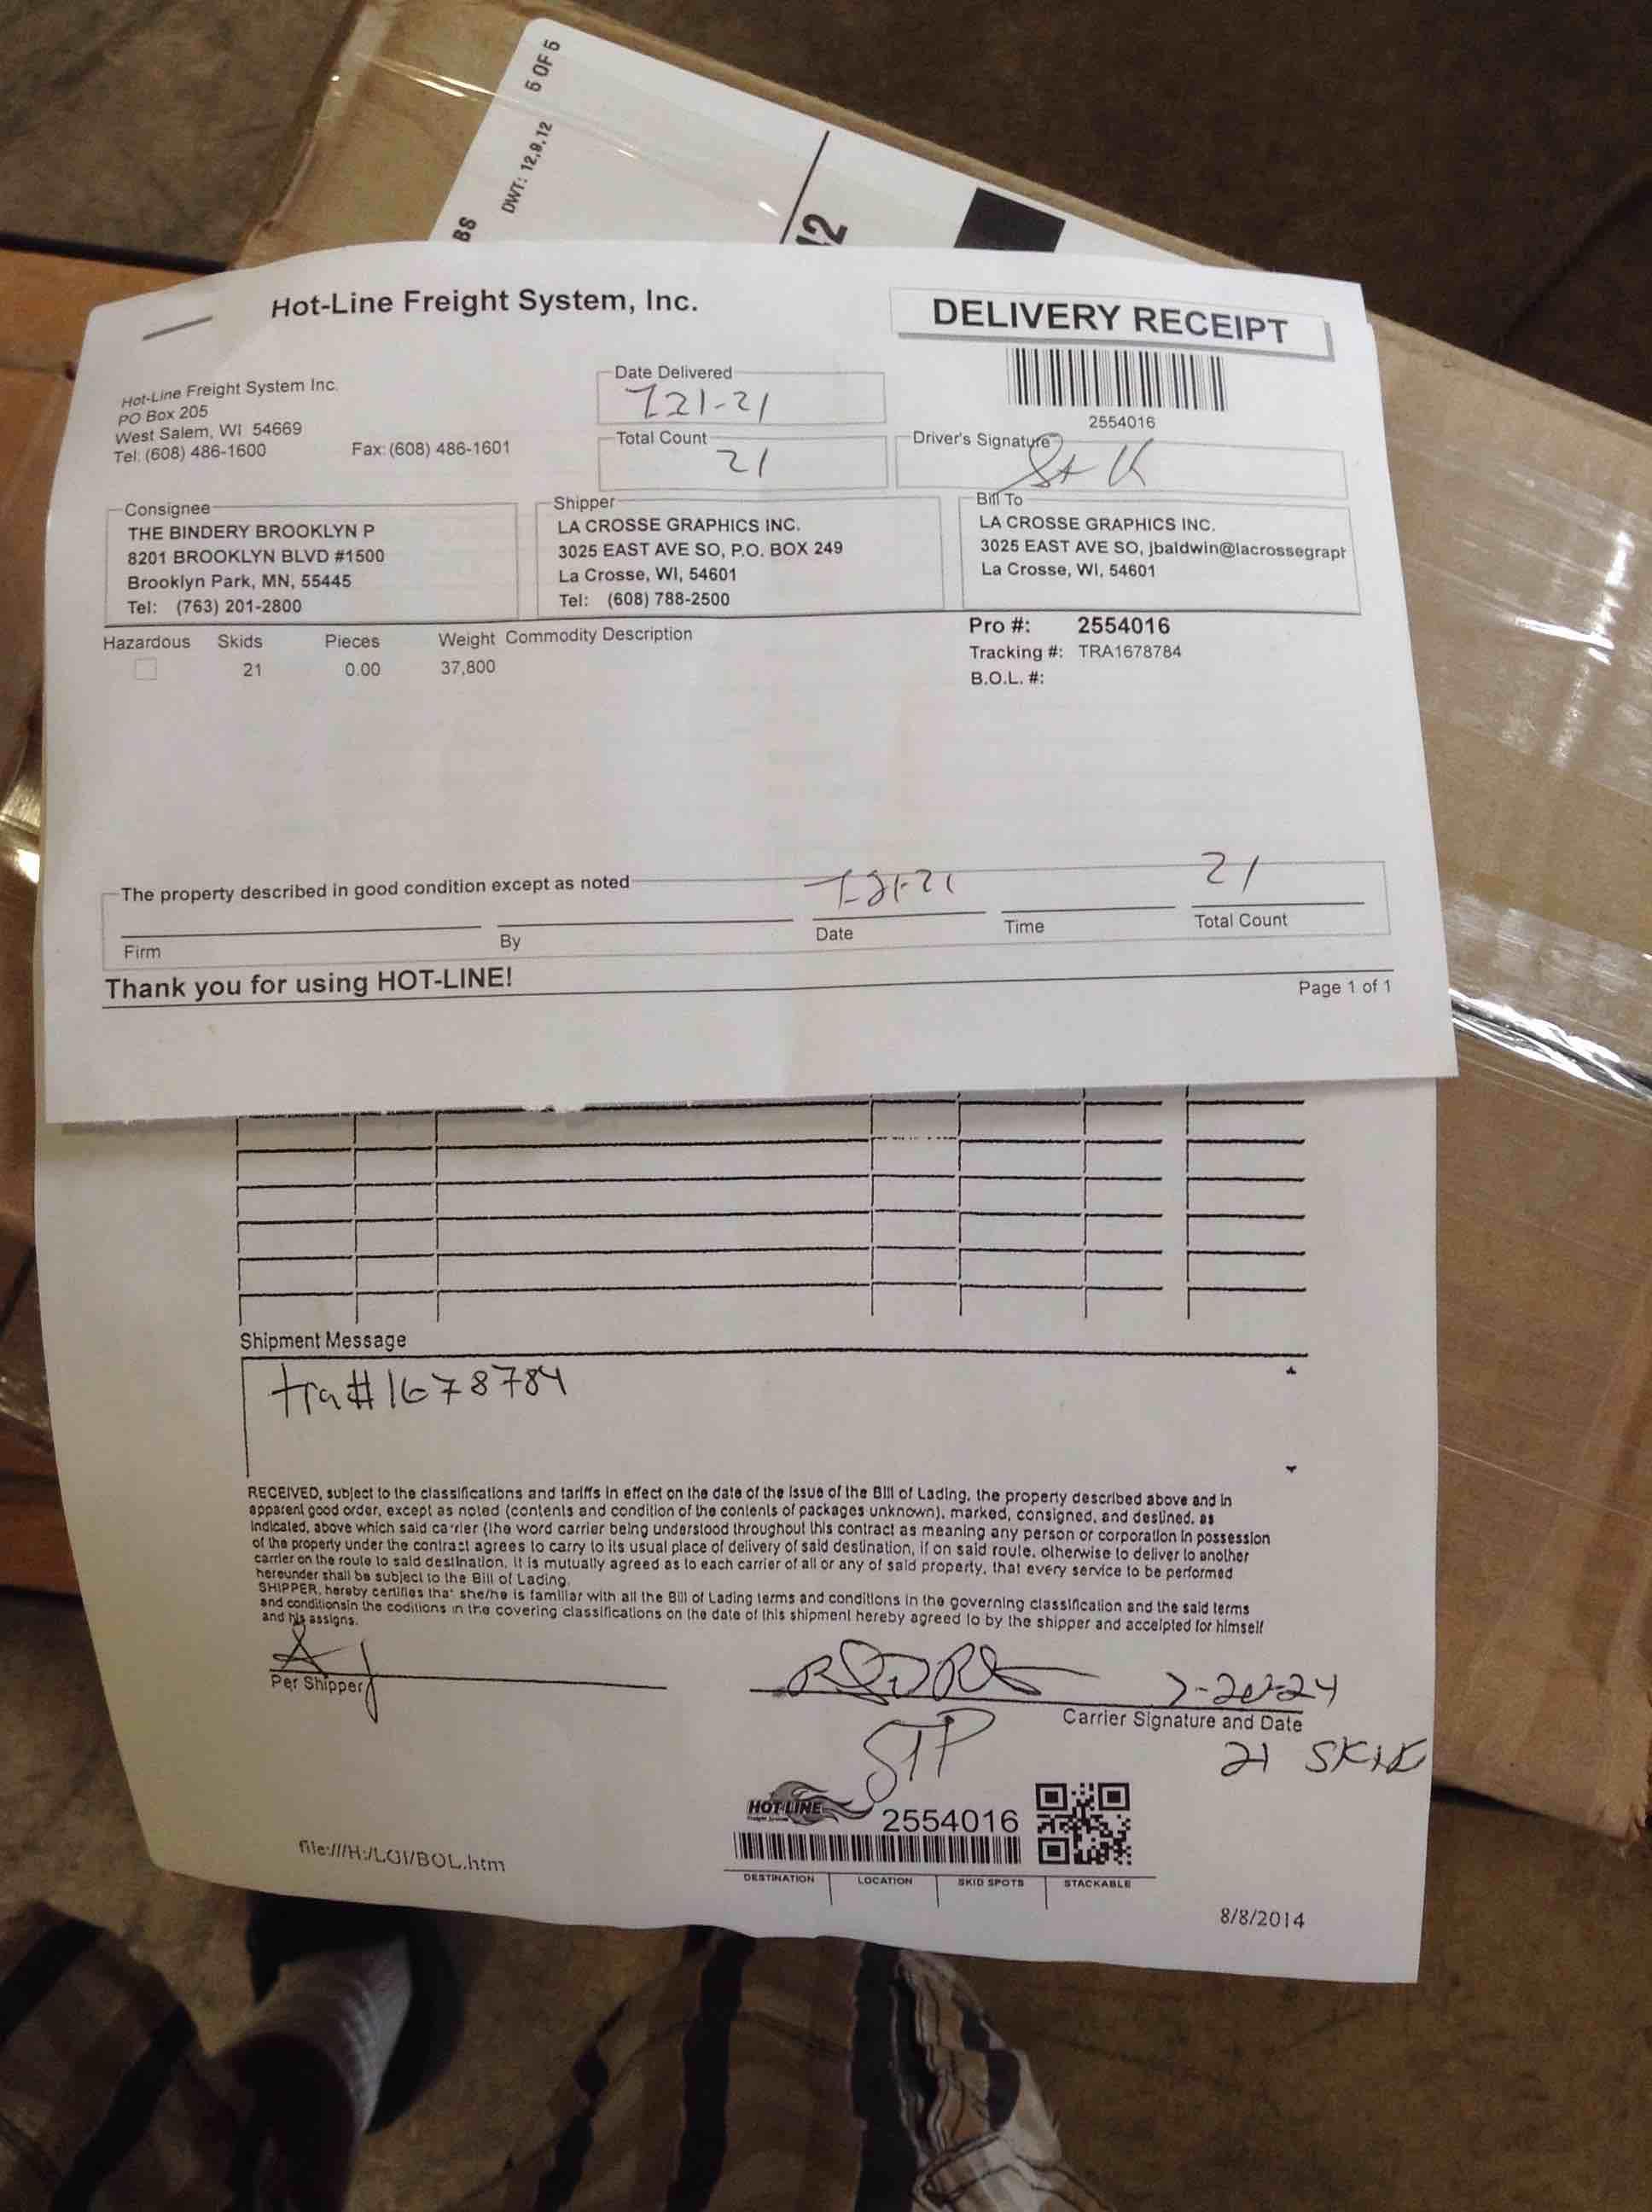 6 OF 6
DWT: 12.9.12
BS
Hot-Line Freight System, Inc.
DELIVERY RECEIPT
2554016
Hot-Line Freight System Inc.
PO Box 205
West Salem, WI 54669
Tel: (608) 486-1600 Fax: (608) 486-1601
Date Delivered
7-21-21
Total Count
21
Driver's Signature
Consignee
THE BINDERY BROOKLYN P
8201 BROOKLYN BLVD #1500
Brooklyn Park, MN, 55445
Tel: (763) 201-2800
Shipper
LA CROSSE GRAPHICS INC.
3025 EAST AVE SO, P.O. BOX 249
La Crosse, WI, 54601
Tel: (608) 788-2500
Bill To
LA CROSSE GRAPHICS INC.
3025 EAST AVE SO, jbaldwin@lacrossegraph
La Crosse, WI, 54601
Hazardous Skids Pieces Weight Commodity Description
21 0.00 37,800
Pro #: 2554016
Tracking #: TRA1678784
B.O.L. #:
The property described in good condition except as noted
7-21-21 21
Firm By Date Time Total Count
Thank you for using HOT-LINE!
Page 1 of 1
Shipment Message
tra#1678784
RECEIVED, subject to the classifications and tariffs in effect on the date of the issue of the Bill of Lading, the property described above and in
apparent good order, except as noted (contents and condition of the contents of packages unknown), marked, consigned, and destined, as
indicated, above which said carrier (the word carrier being understood throughout this contract as meaning any person or corporation in possession
of the property under the contract agrees to carry to its usual place of delivery of said destination, if on said route, otherwise to deliver to another
carrier on the route to said destination. It is mutually agreed as to each carrier of all or any of said property, that every service to be performed
hereunder shall be subject to the Bill of Lading.
SHIPPER, hereby certifies that she/he is familiar with all the Bill of Lading terms and conditions in the governing classification and the said terms
and conditionsin the coditions in the covering classifications on the date of this shipment hereby agreed to by the shipper and acceipted for himself
and his assigns.
Per Shipper
Carrier Signature and Date
STP
21 SKID
HOT-LINE
2554016
DESTINATION LOCATION SKID SPOTS STACKABLE
file:///H:/LGI/BOL.htm
8/8/2014